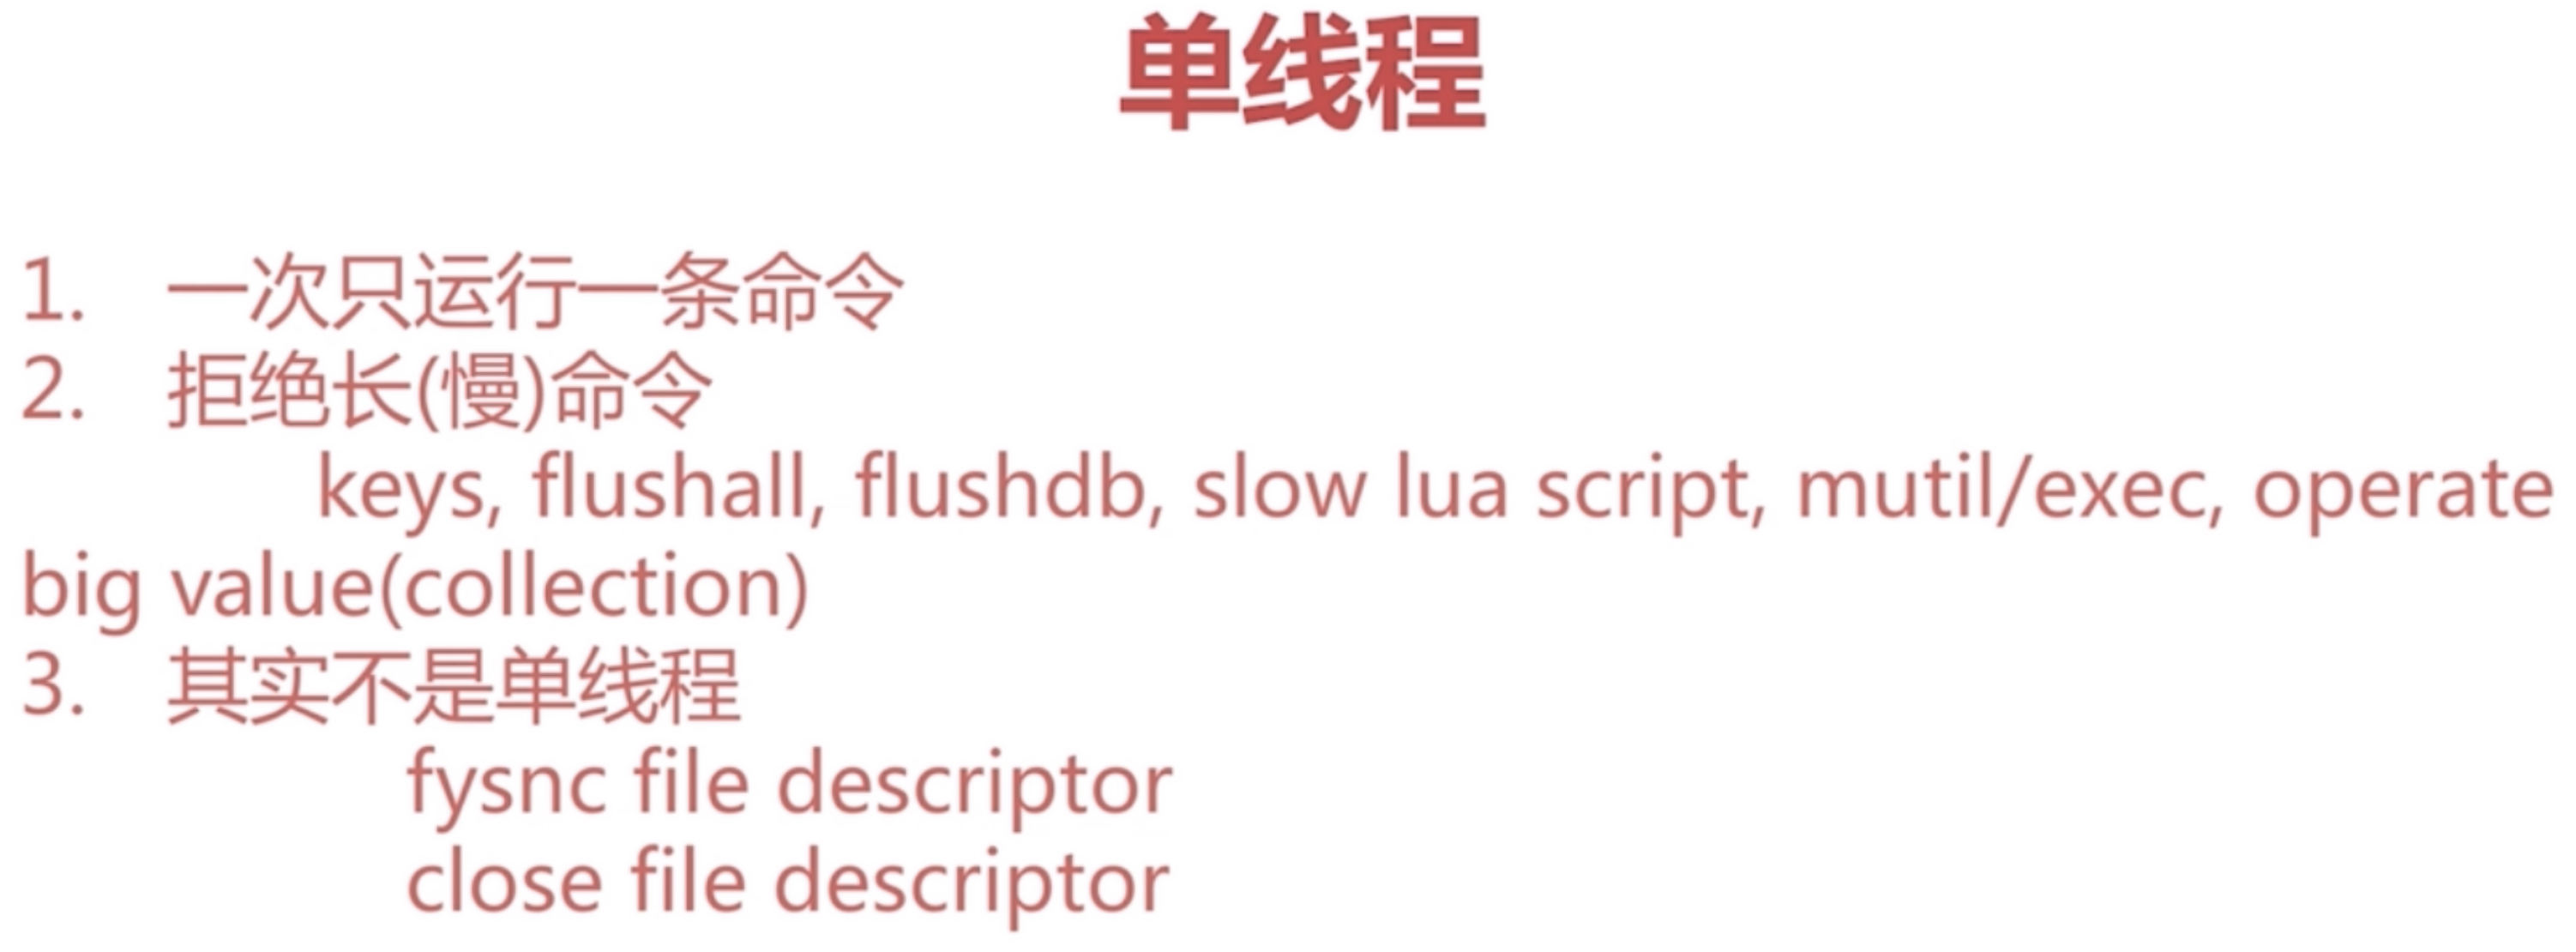 单线程
1. 一次只运行一条命令
2. 拒绝长(慢)命令
keys, flushall, flushdb, slow lua script, mutil/exec, operate
big value(collection)
3. 其实不是单线程
fysnc file descriptor
close file descriptor